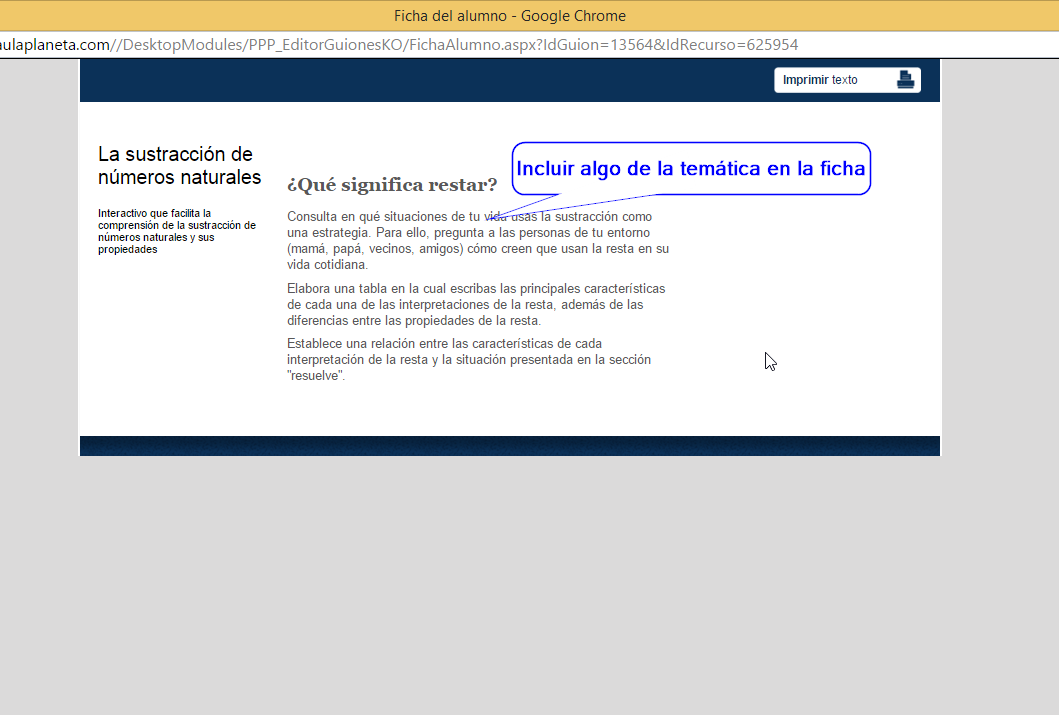 Ficha del alumno - Google Chrome
aulaplaneta.com//DesktopModules/PPP_EditorGuionesKO/FichaAlumno.aspx?IdGuion=13564&IdRecurso=625954
Imprimir texto
La sustracción de
números naturales
Interactivo que facilita la
comprensión de la sustracción de
números naturales y sus
propiedades
Incluir algo de la temática en la ficha
¿Qué significa restar?
Consulta en qué situaciones de tu vida usas la sustracción como
una estrategia. Para ello, pregunta a las personas de tu entorno
(mamá, papá, vecinos, amigos) cómo creen que usan la resta en su
vida cotidiana.
Elabora una tabla en la cual escribas las principales características
de cada una de las interpretaciones de la resta, además de las
diferencias entre las propiedades de la resta.
Establece una relación entre las características de cada
interpretación de la resta y la situación presentada en la sección
"resuelve".